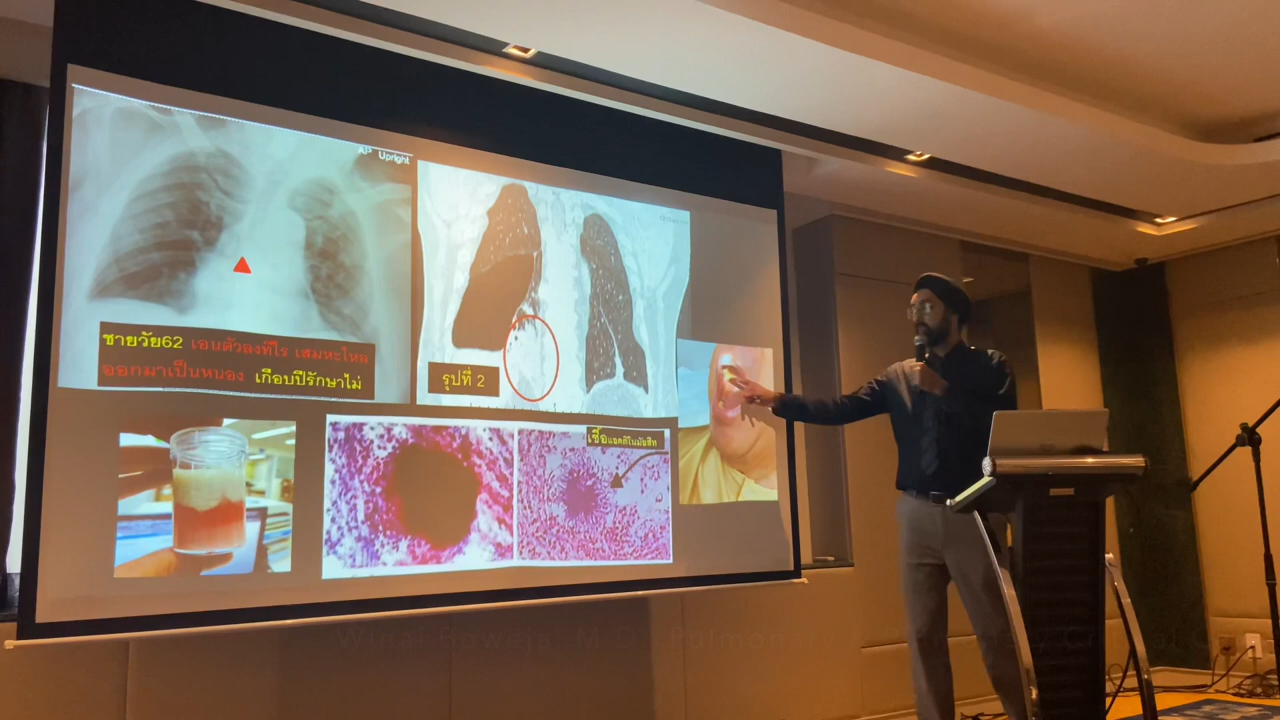 AP Upright
ชายวัย62 เอนตัวลงทีไร เสมหะไหล
ออกมาเป็นหนอง เกือบปีรักษาไม่
รูปที่ 2
เชื้อแอคติโนมัยสีท
M.D. Pulmonary